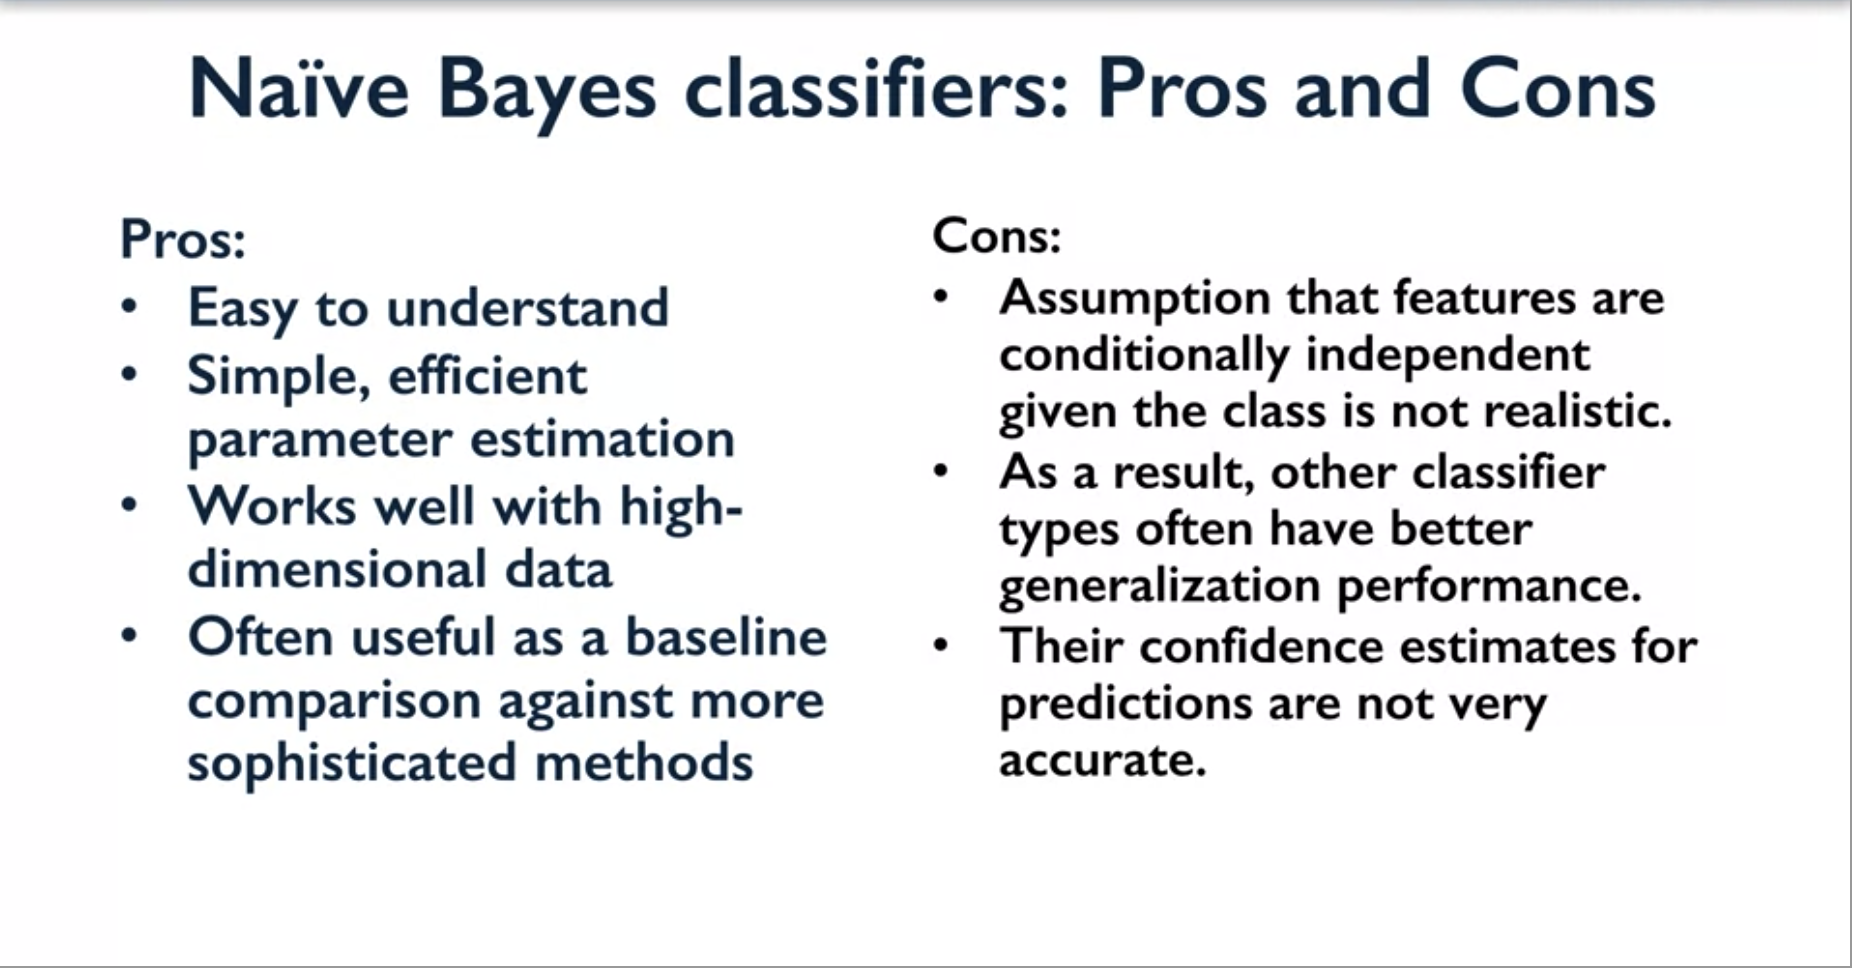 Naïve Bayes classifiers: Pros and Cons
Pros:
• Easy to understand
• Simple, efficient
parameter estimation
• Works well with high-
dimensional data
• Often useful as a baseline
comparison against more
sophisticated methods
Cons:
• Assumption that features are
conditionally independent
given the class is not realistic.
• As a result, other classifier
types often have better
generalization performance.
• Their confidence estimates for
predictions are not very
accurate.